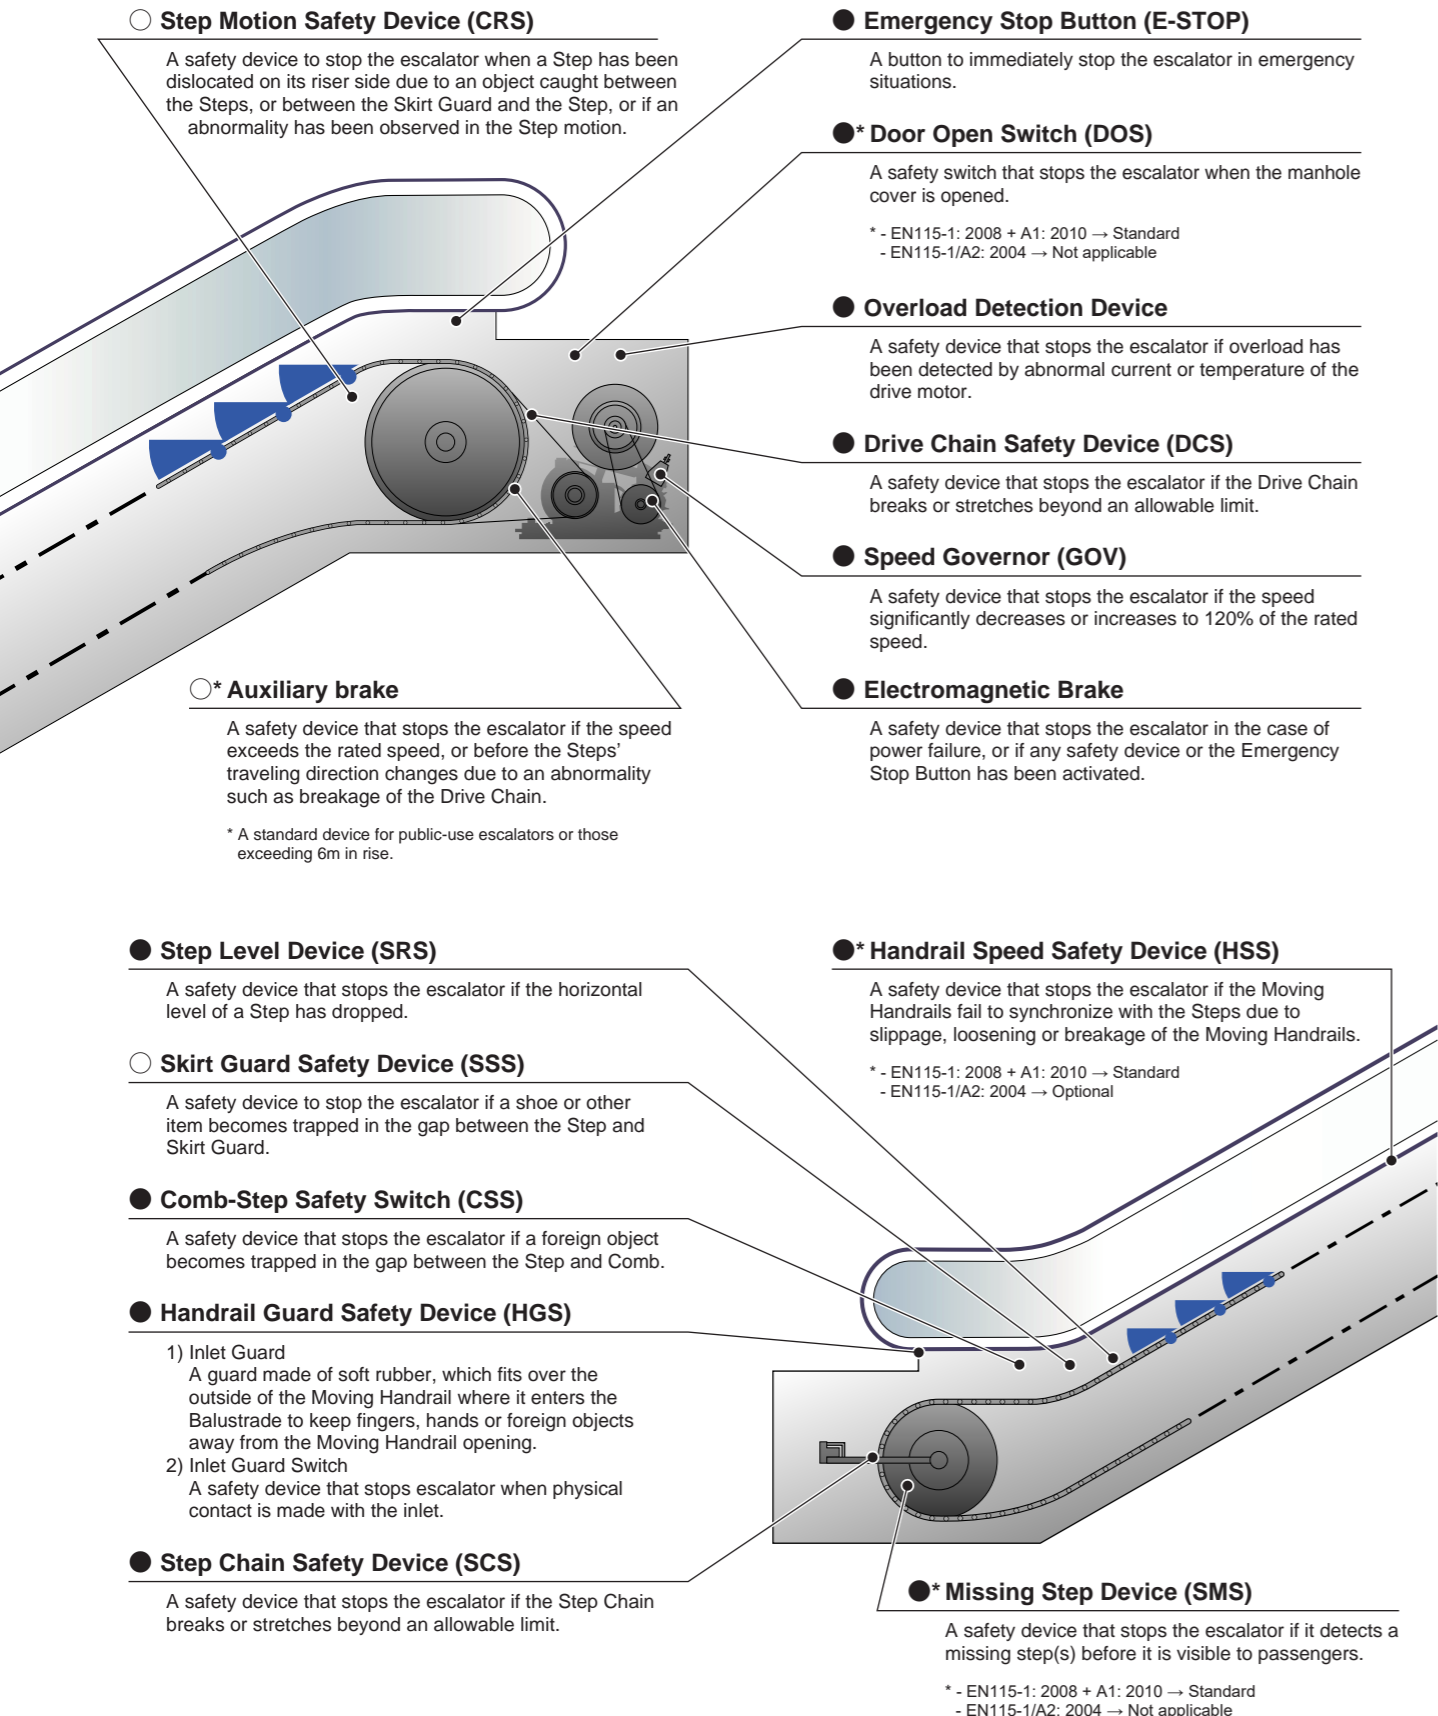 ○ Step Motion Safety Device (CRS)
A safety device to stop the escalator when a Step has been
dislocated on its riser side due to an object caught between
the Steps, or between the Skirt Guard and the Step, or if an
abnormality has been observed in the Step motion.
● Emergency Stop Button (E-STOP)
A button to immediately stop the escalator in emergency
situations.
●* Door Open Switch (DOS)
A safety switch that stops the escalator when the manhole
cover is opened.
* - EN115-1: 2008 + A1: 2010 → Standard
- EN115-1/A2: 2004 → Not applicable
● Overload Detection Device
A safety device that stops the escalator if overload has
been detected by abnormal current or temperature of the
drive motor.
● Drive Chain Safety Device (DCS)
A safety device that stops the escalator if the Drive Chain
breaks or stretches beyond an allowable limit.
● Speed Governor (GOV)
A safety device that stops the escalator if the speed
significantly decreases or increases to 120% of the rated
speed.
○* Auxiliary brake
A safety device that stops the escalator if the speed
exceeds the rated speed, or before the Steps’
traveling direction changes due to an abnormality
such as breakage of the Drive Chain.
* A standard device for public-use escalators or those
exceeding 6m in rise.
● Electromagnetic Brake
A safety device that stops the escalator in the case of
power failure, or if any safety device or the Emergency
Stop Button has been activated.
● Step Level Device (SRS)
A safety device that stops the escalator if the horizontal
level of a Step has dropped.
○ Skirt Guard Safety Device (SSS)
A safety device to stop the escalator if a shoe or other
item becomes trapped in the gap between the Step and
Skirt Guard.
● Comb-Step Safety Switch (CSS)
A safety device that stops the escalator if a foreign object
becomes trapped in the gap between the Step and Comb.
● Handrail Guard Safety Device (HGS)
1) Inlet Guard
A guard made of soft rubber, which fits over the
outside of the Moving Handrail where it enters the
Balustrade to keep fingers, hands or foreign objects
away from the Moving Handrail opening.
2) Inlet Guard Switch
A safety device that stops escalator when physical
contact is made with the inlet.
● Step Chain Safety Device (SCS)
A safety device that stops the escalator if the Step Chain
breaks or stretches beyond an allowable limit.
●* Handrail Speed Safety Device (HSS)
A safety device that stops the escalator if the Moving
Handrails fail to synchronize with the Steps due to
slippage, loosening or breakage of the Moving Handrails.
* - EN115-1: 2008 + A1: 2010 → Standard
- EN115-1/A2: 2004 → Optional
●* Missing Step Device (SMS)
A safety device that stops the escalator if it detects a
missing step(s) before it is visible to passengers.
* - EN115-1: 2008 + A1: 2010 → Standard
- EN115-1/A2: 2004 → Not applicable